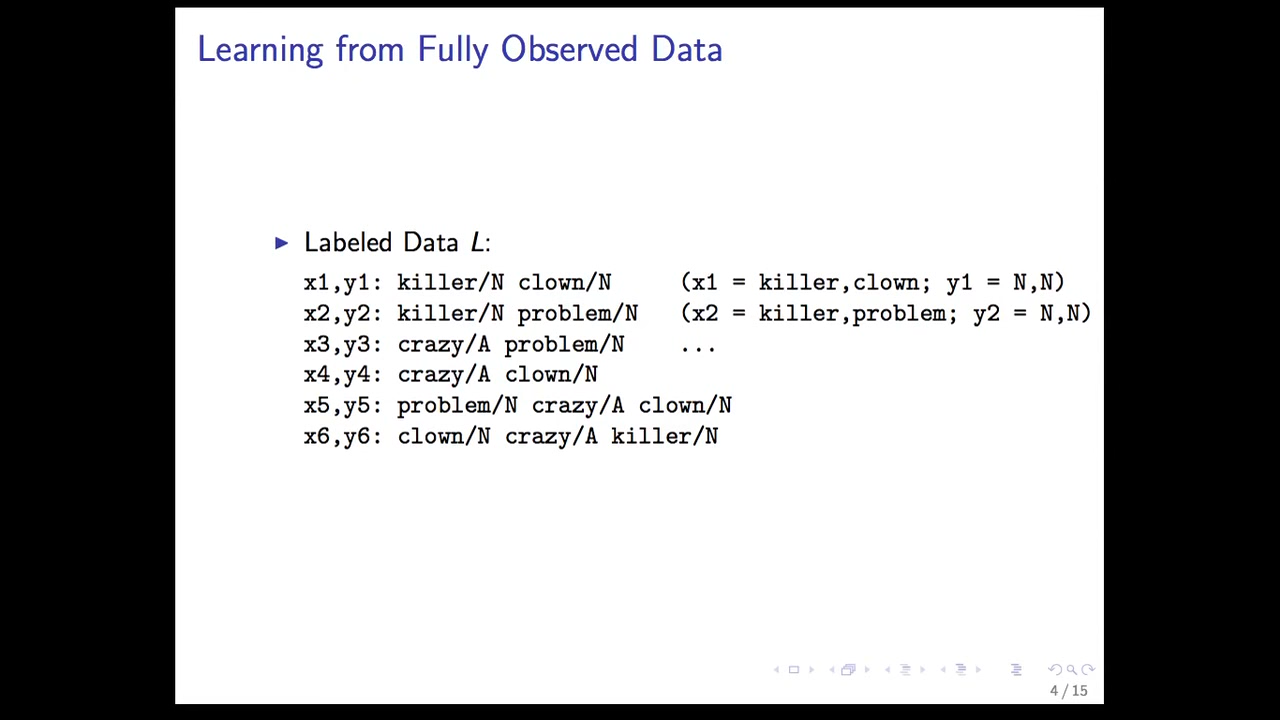 Learning from Fully Observed Data
▶ Labeled Data L:
x1,y1: killer/N clown/N (x1 = killer,clown; y1 = N,N)
x2,y2: killer/N problem/N (x2 = killer,problem; y2 = N,N)
x3,y3: crazy/A problem/N ...
x4,y4: crazy/A clown/N
x5,y5: problem/N crazy/A clown/N
x6,y6: clown/N crazy/A killer/N
4 / 15